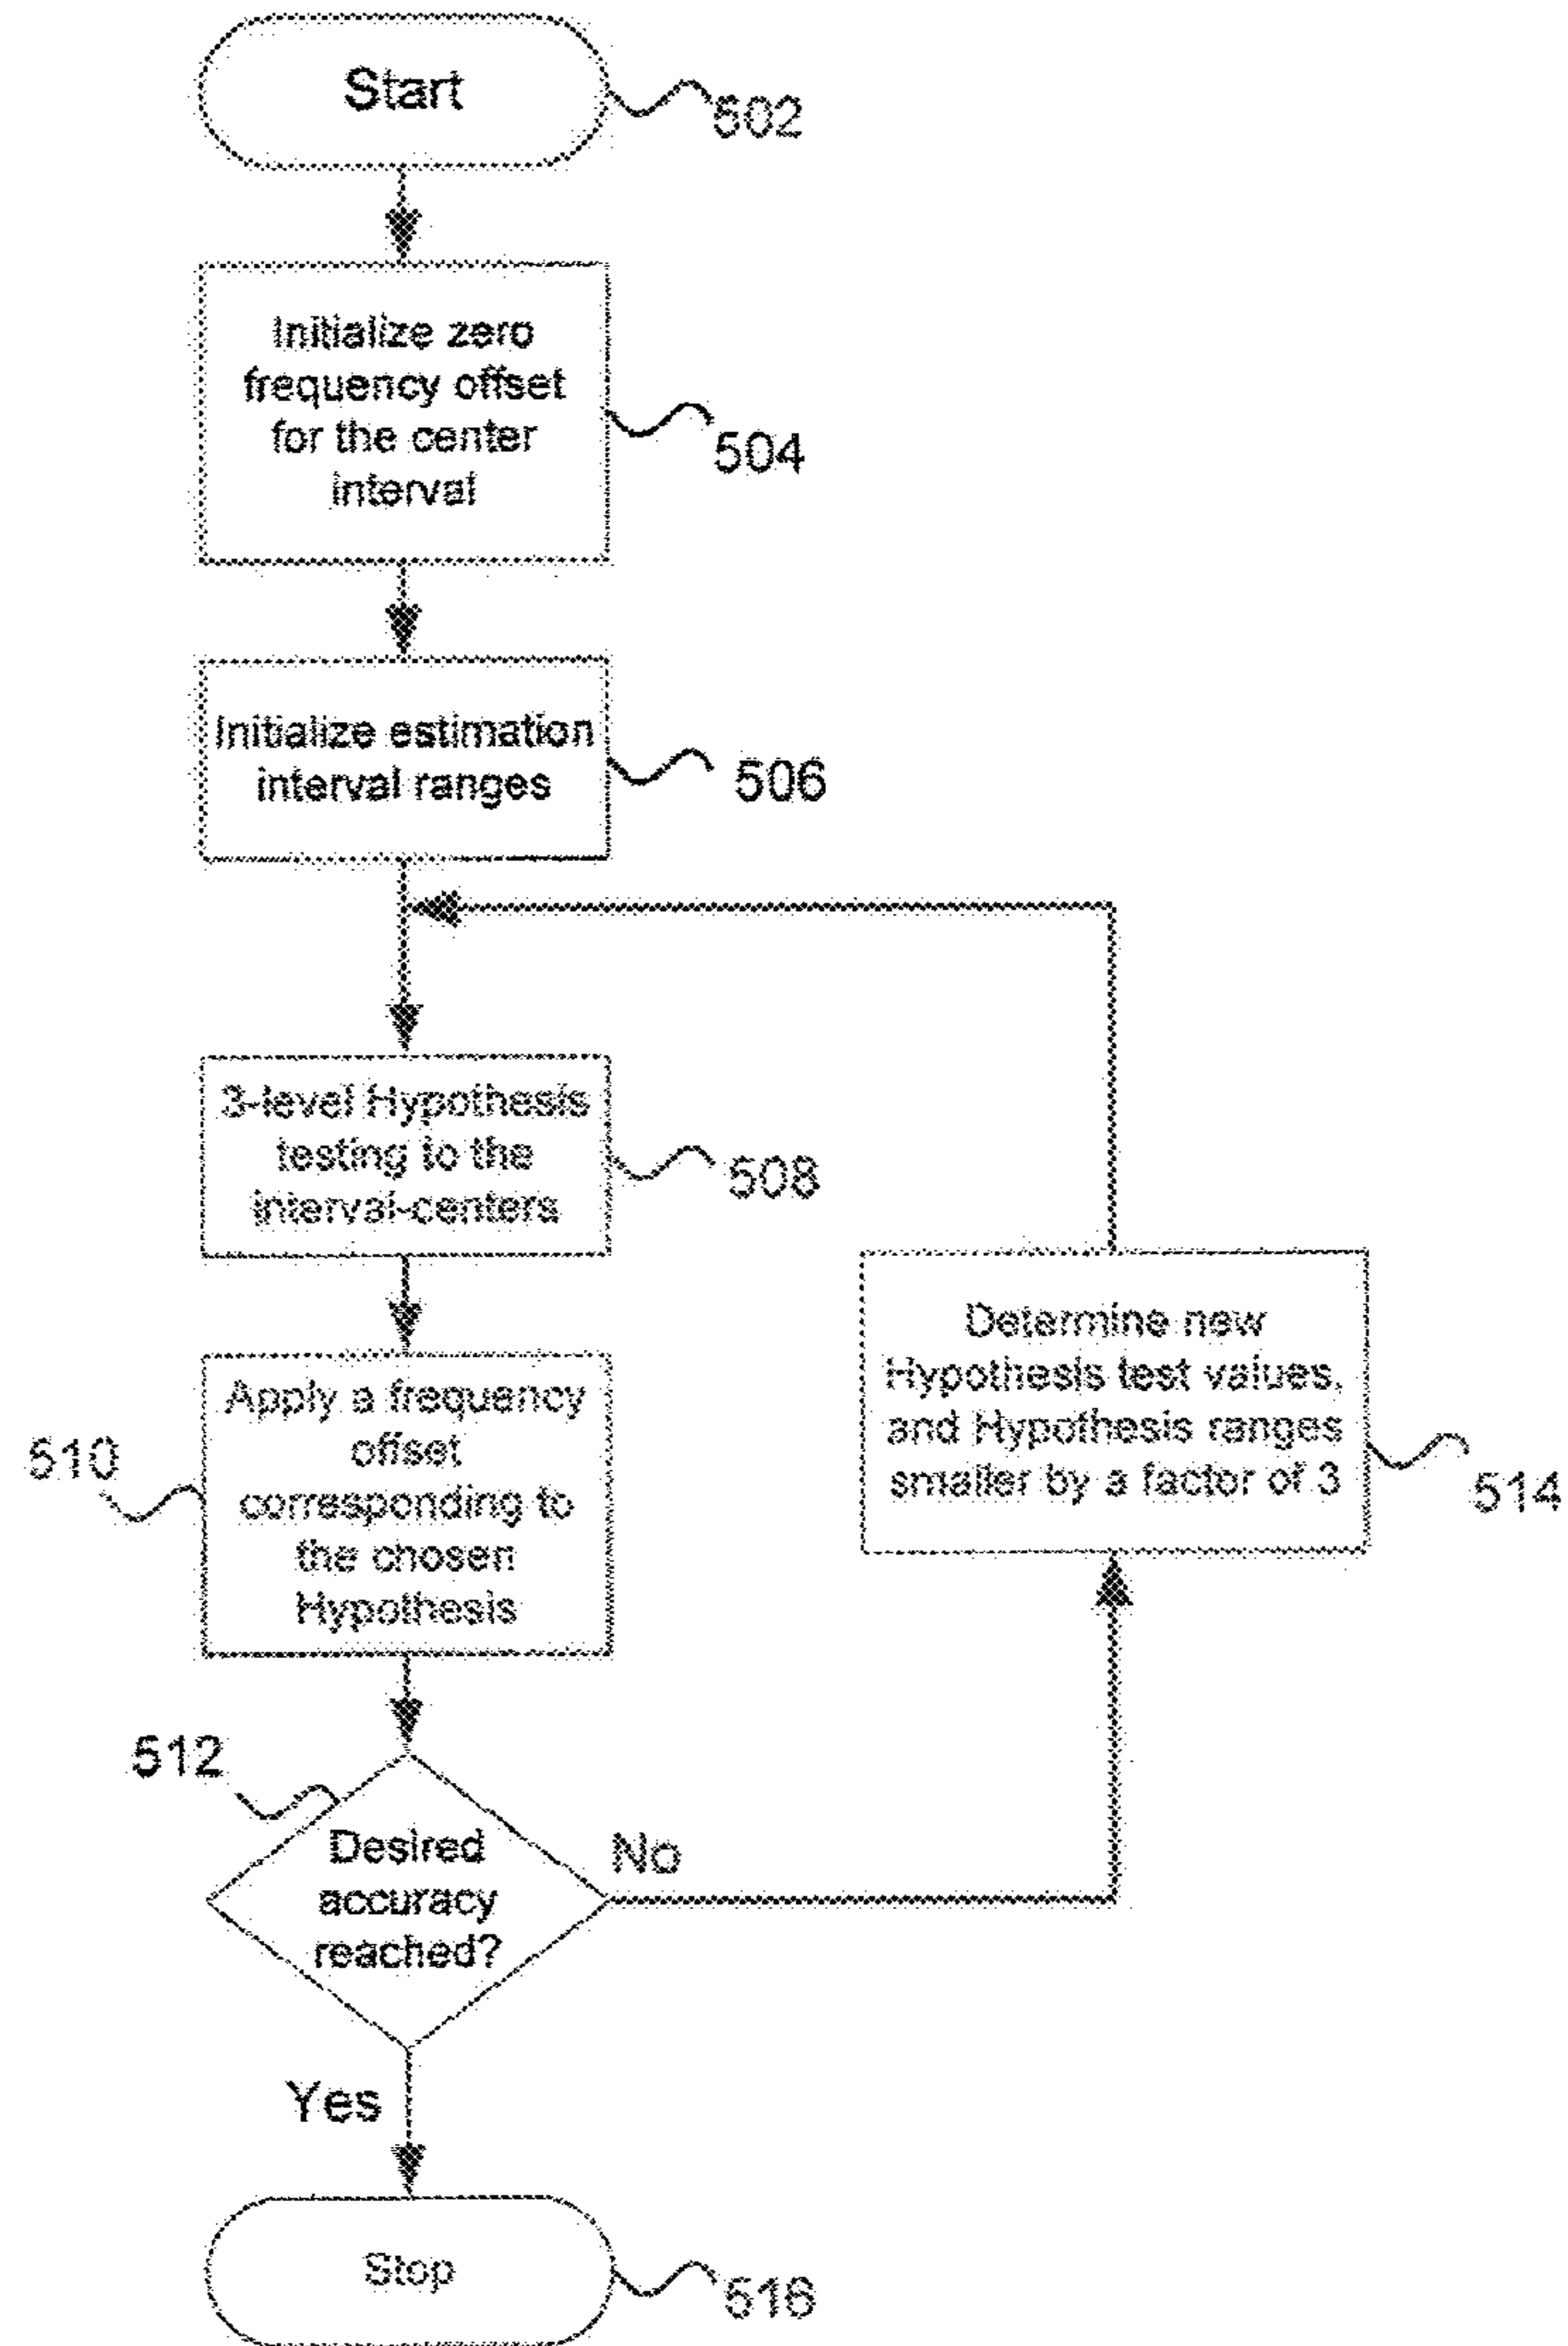 Start
502
Initialize zero
frequency offset
for the center
interval
504
Initialize estimation
interval ranges
506
3-level Hypothesis
testing to the
interval-centers
508
Apply a frequency
offset
corresponding to
the chosen
Hypothesis
510
Determine new
Hypothesis test values,
and Hypothesis ranges
smaller by a factor of 3
514
512
Desired
accuracy
reached?
No
Yes
Stop
516